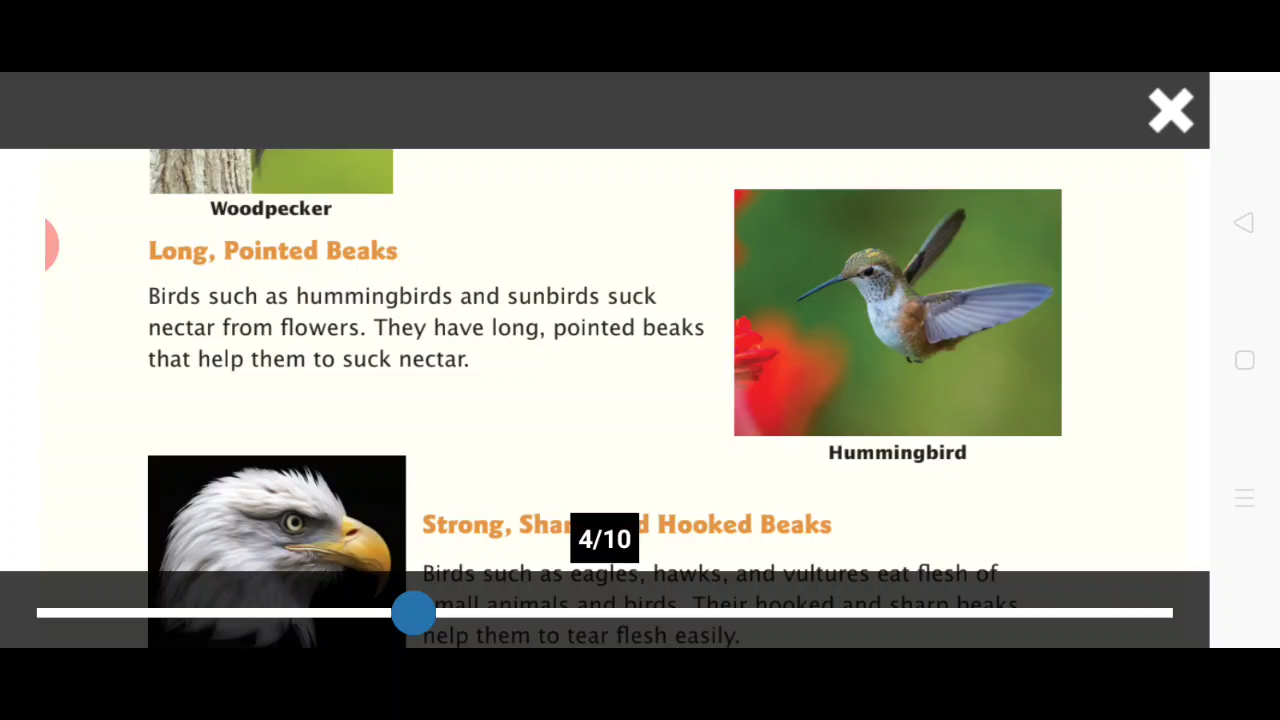 Woodpecker
Long, Pointed Beaks
Birds such as hummingbirds and sunbirds suck
nectar from flowers. They have long, pointed beaks
that help them to suck nectar.
Hummingbird
Strong, Shar d Hooked Beaks
4/10
Birds such as eagles, hawks, and vultures eat flesh of
small animals and birds. Their hooked and sharp beaks
help them to tear flesh easily.